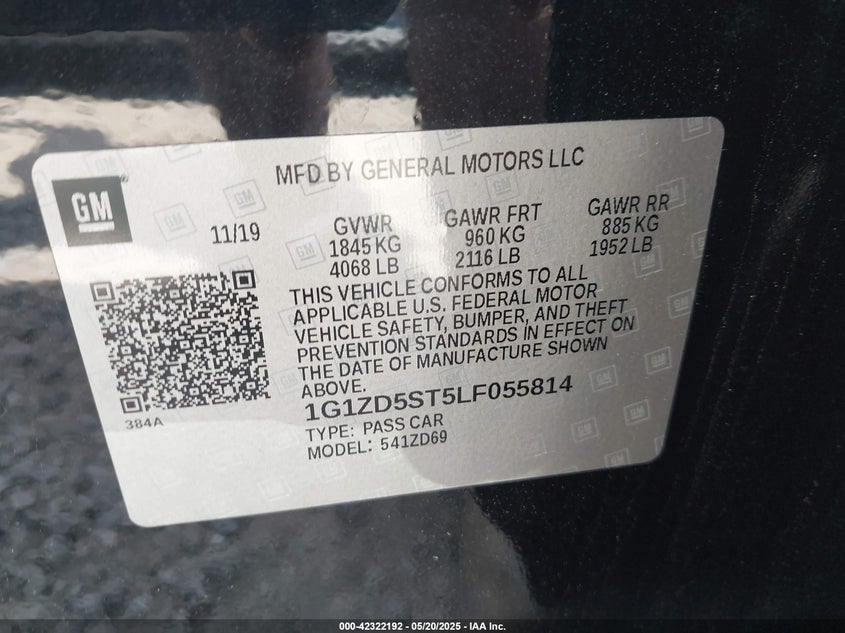 MFD BY GENERAL MOTORS LLC
GM
11/19
GVWR
1845 KG
4068 LB
GAWR FRT
960 KG
2116 LB
GAWR RR
885 KG
1952 LB
THIS VEHICLE CONFORMS TO ALL
APPLICABLE U.S. FEDERAL MOTOR
VEHICLE SAFETY, BUMPER, AND THEFT
PREVENTION STANDARDS IN EFFECT ON
THE DATE OF MANUFACTURE SHOWN
ABOVE.
1G1ZD5ST5LF055814
TYPE: PASS CAR
MODEL: 541ZD69
384A
000-42322192 - 05/20/2025 - IAA Inc.